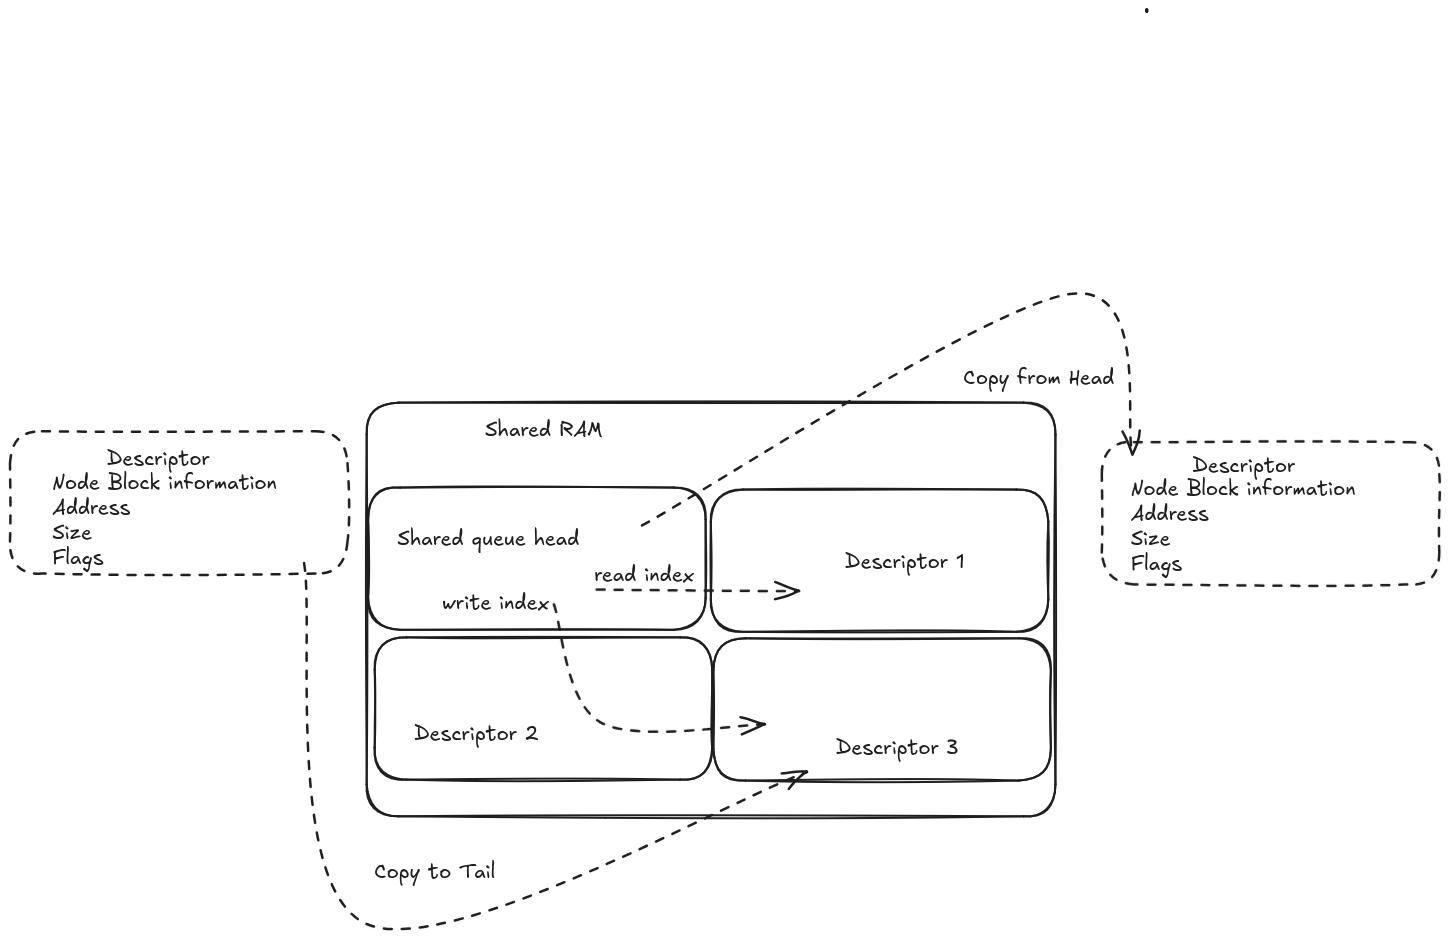 Copy from Head
Shared RAM
Descriptor
Node Block information
Address
Size
Flags
Descriptor
Node Block information
Address
Size
Flags
Shared queue head
read index
write index
Descriptor 1
Descriptor 2
Descriptor 3
Copy to Tail